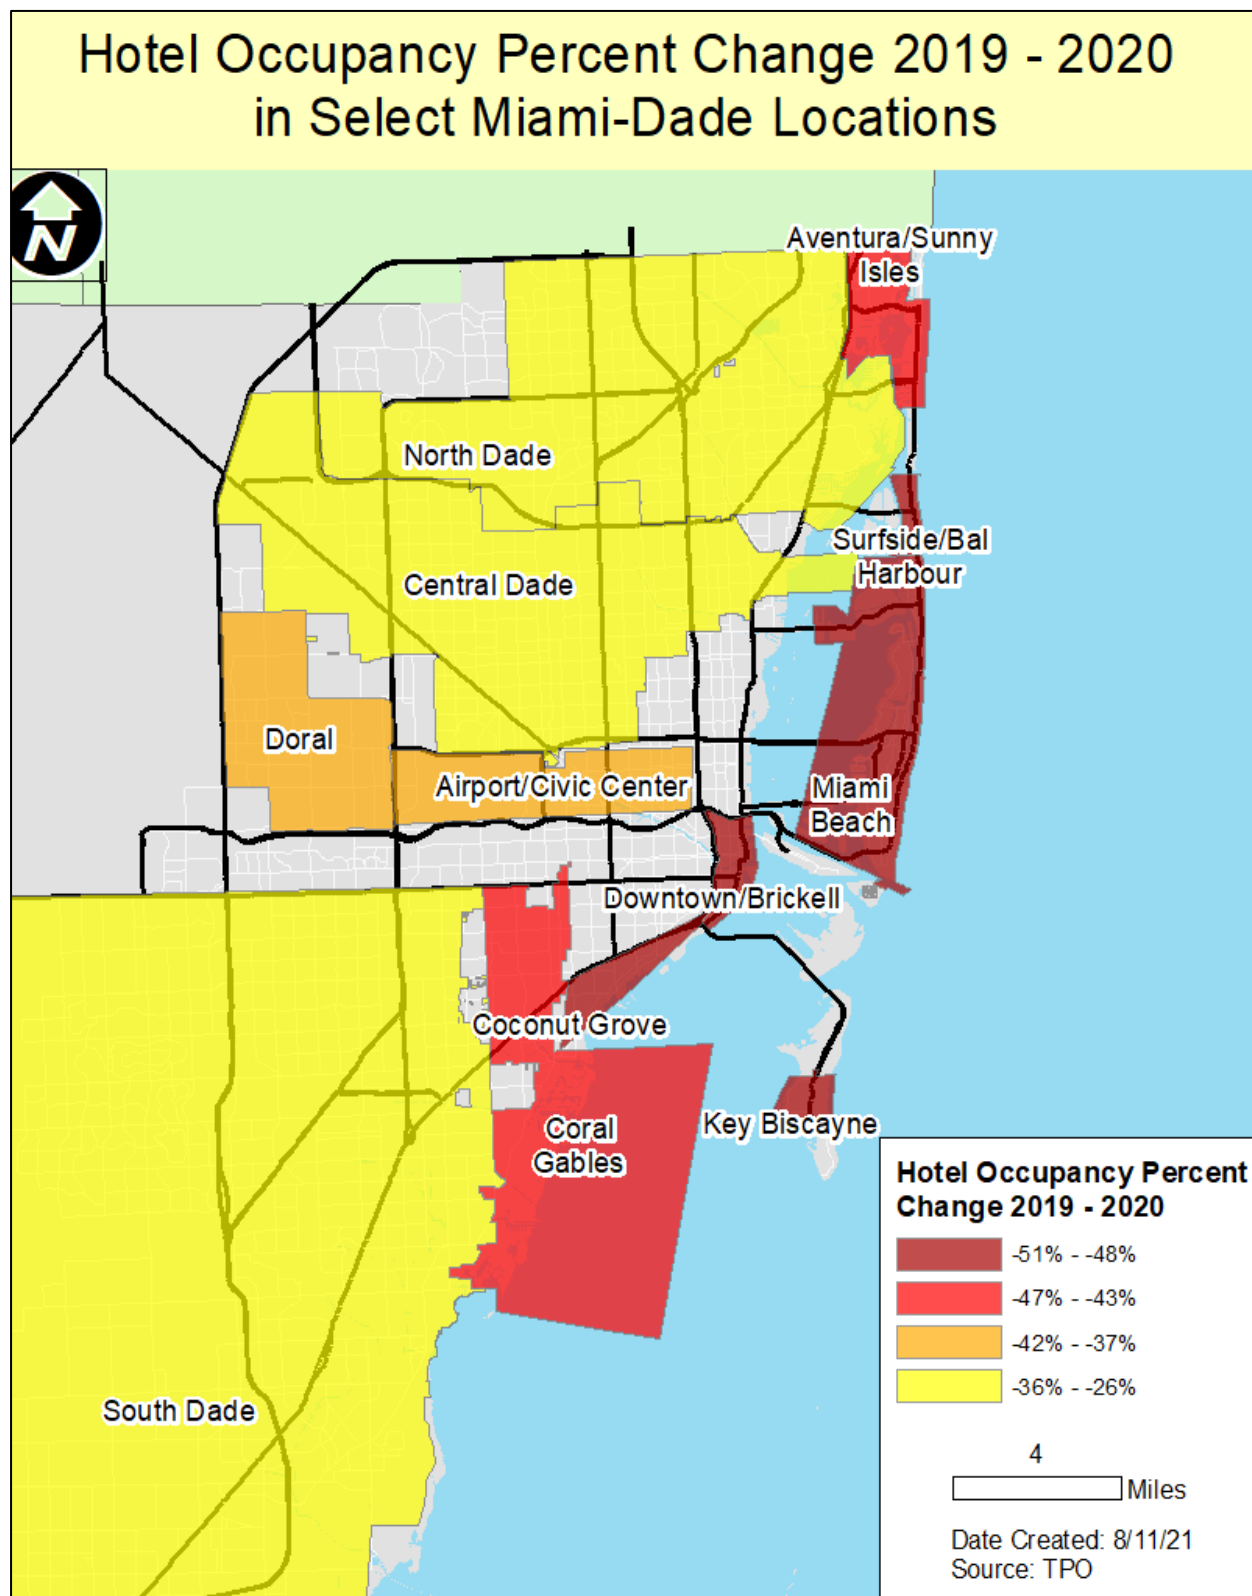 Hotel Occupancy Percent Change 2019 - 2020
in Select Miami-Dade Locations
N
Aventura/Sunny
Isles
North Dade
Surfside/Bal
Harbour
Central Dade
Doral
Airport/Civic Center
Miami
Beach
Downtown/Brickell
Coconut Grove
Coral
Gables
Key Biscayne
South Dade
Hotel Occupancy Percent
Change 2019 - 2020
-51% - -48%
-47% - -43%
-42% - -37%
-36% - -26%
4
Miles
Date Created: 8/11/21
Source: TPO